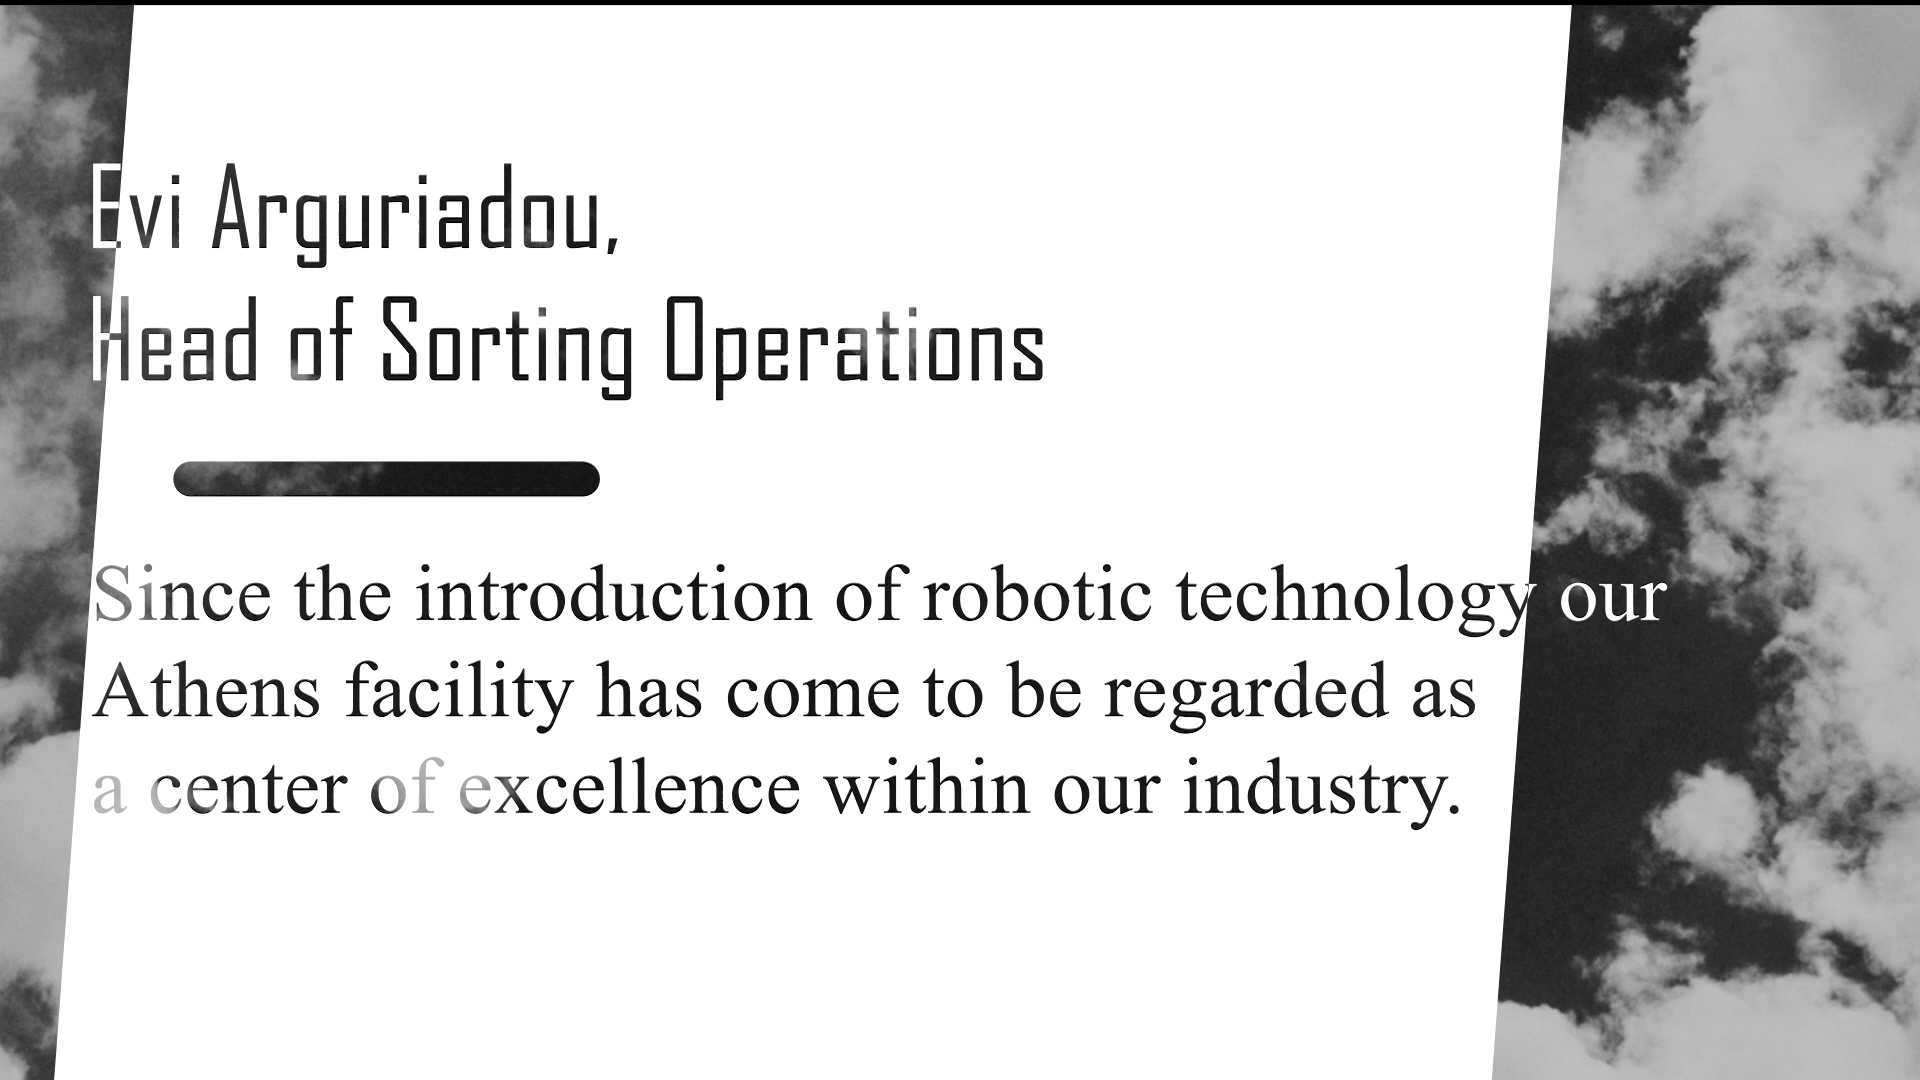 Evi Arguriadou,
Head of Sorting Operations
Since the introduction of robotic technology our
Athens facility has come to be regarded as
a center of excellence within our industry.